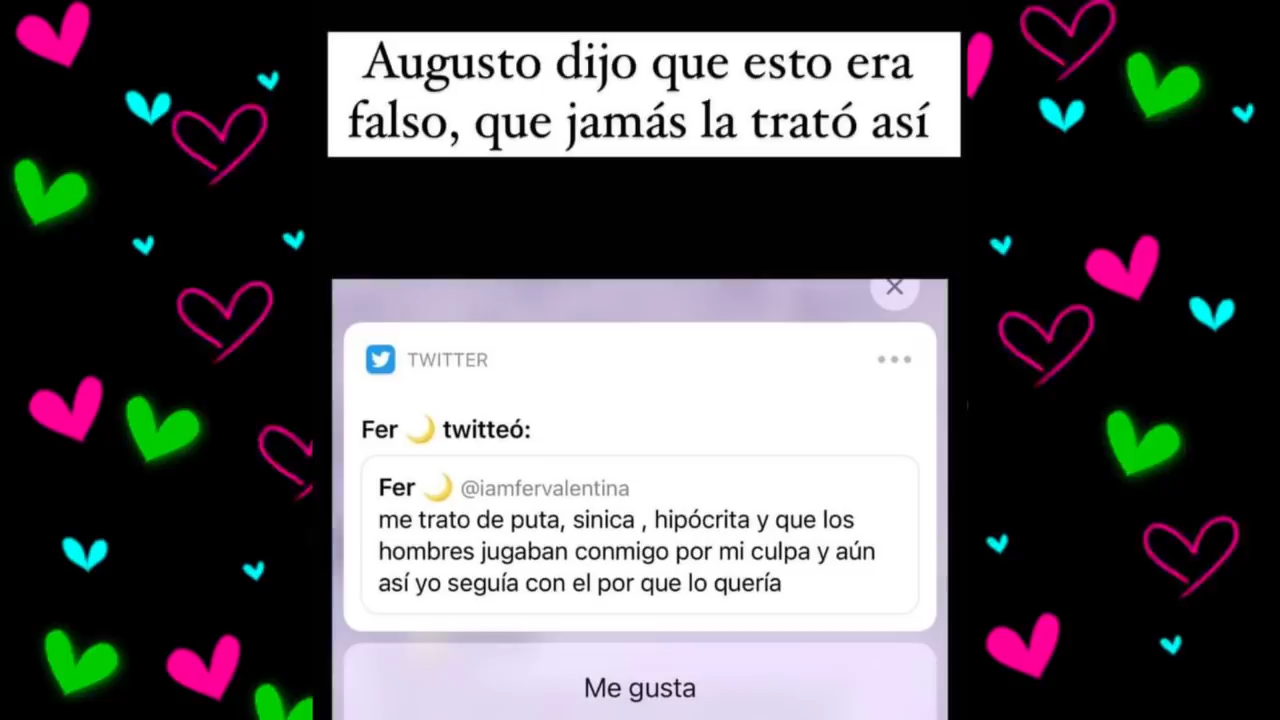 Augusto dijo que esto era
falso, que jamás la trató así
TWITTER
Fer 🌙 twitteó:
Fer 🌙 @iamfervalentina
me trato de puta, sinica , hipócrita y que los
hombres jugaban conmigo por mi culpa y aún
así yo seguía con el por que lo quería
Me gusta